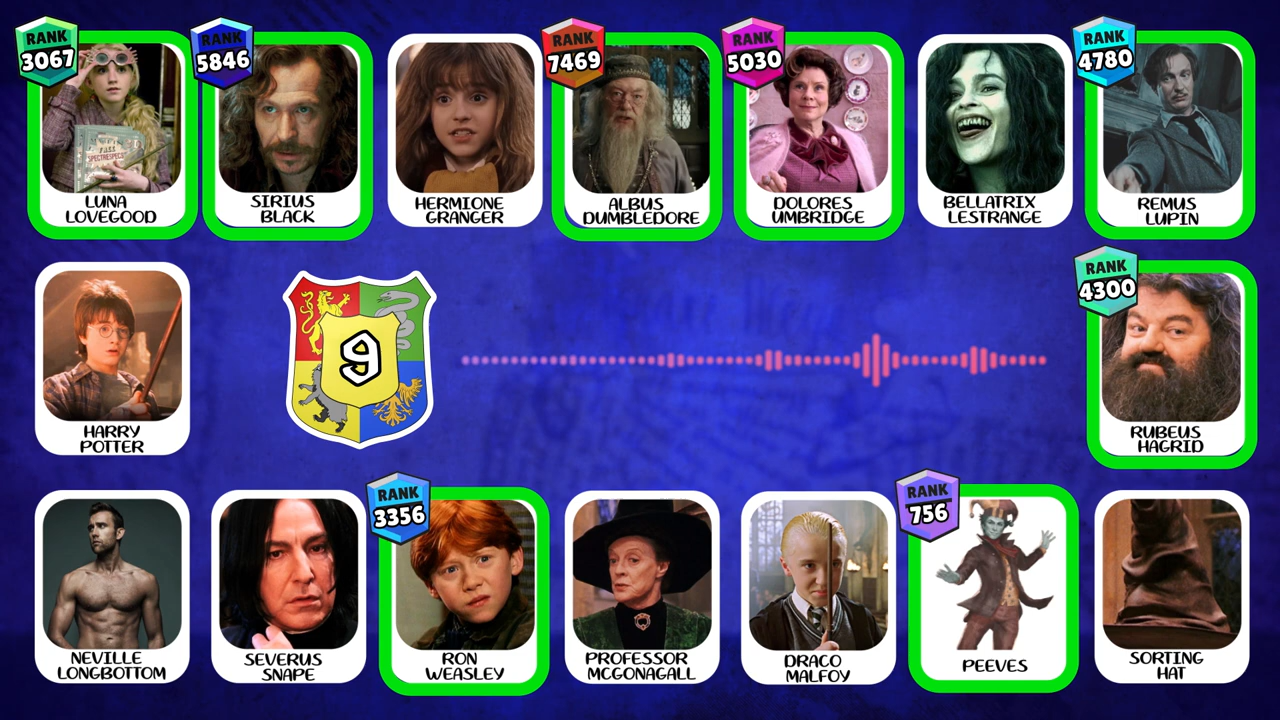 RANK
3067
LUNA
LOVEGOOD
RANK
5846
SIRIUS
BLACK
HERMIONE
GRANGER
RANK
7469
ALBUS
DUMBLEDORE
RANK
5030
DOLORES
UMBRIDGE
BELLATRIX
LESTRANGE
RANK
4780
REMUS
LUPIN
HARRY
POTTER
9
RANK
4300
RUBEUS
HAGRID
NEVILLE
LONGBOTTOM
SEVERUS
SNAPE
RANK
3356
RON
WEASLEY
PROFESSOR
MCGONAGALL
DRACO
MALFOY
RANK
756
PEEVES
SORTING
HAT